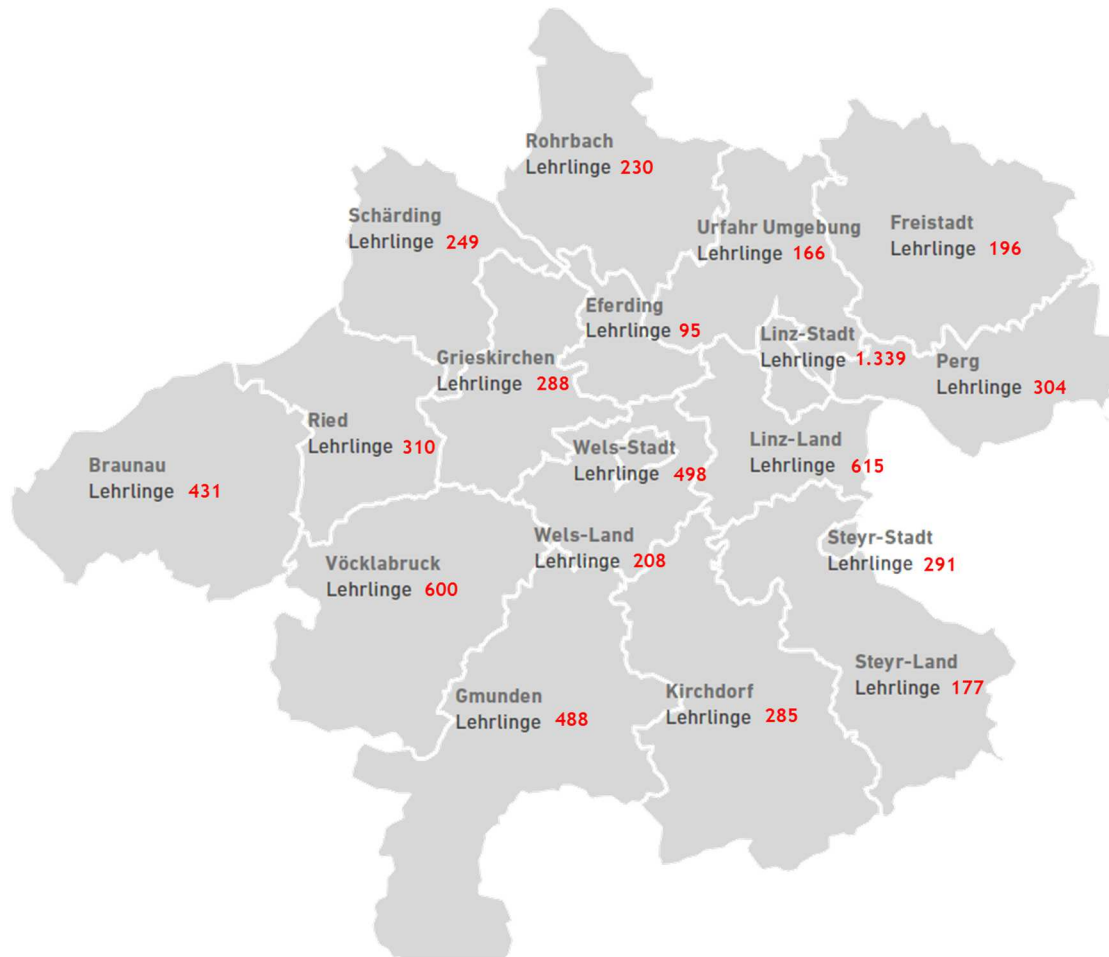 Rohrbach
Lehrlinge 230
Schärding
Lehrlinge 249
Urfahr Umgebung
Lehrlinge 166
Freistadt
Lehrlinge 196
Eferding
Lehrlinge 95
Linz-Stadt
Lehrlinge 1.339
Grieskirchen
Lehrlinge 288
Perg
Lehrlinge 304
Ried
Lehrlinge 310
Wels-Stadt
Lehrlinge 498
Linz-Land
Lehrlinge 615
Braunau
Lehrlinge 431
Wels-Land
Lehrlinge 208
Steyr-Stadt
Lehrlinge 291
Vöcklabruck
Lehrlinge 600
Steyr-Land
Lehrlinge 177
Gmunden
Lehrlinge 488
Kirchdorf
Lehrlinge 285